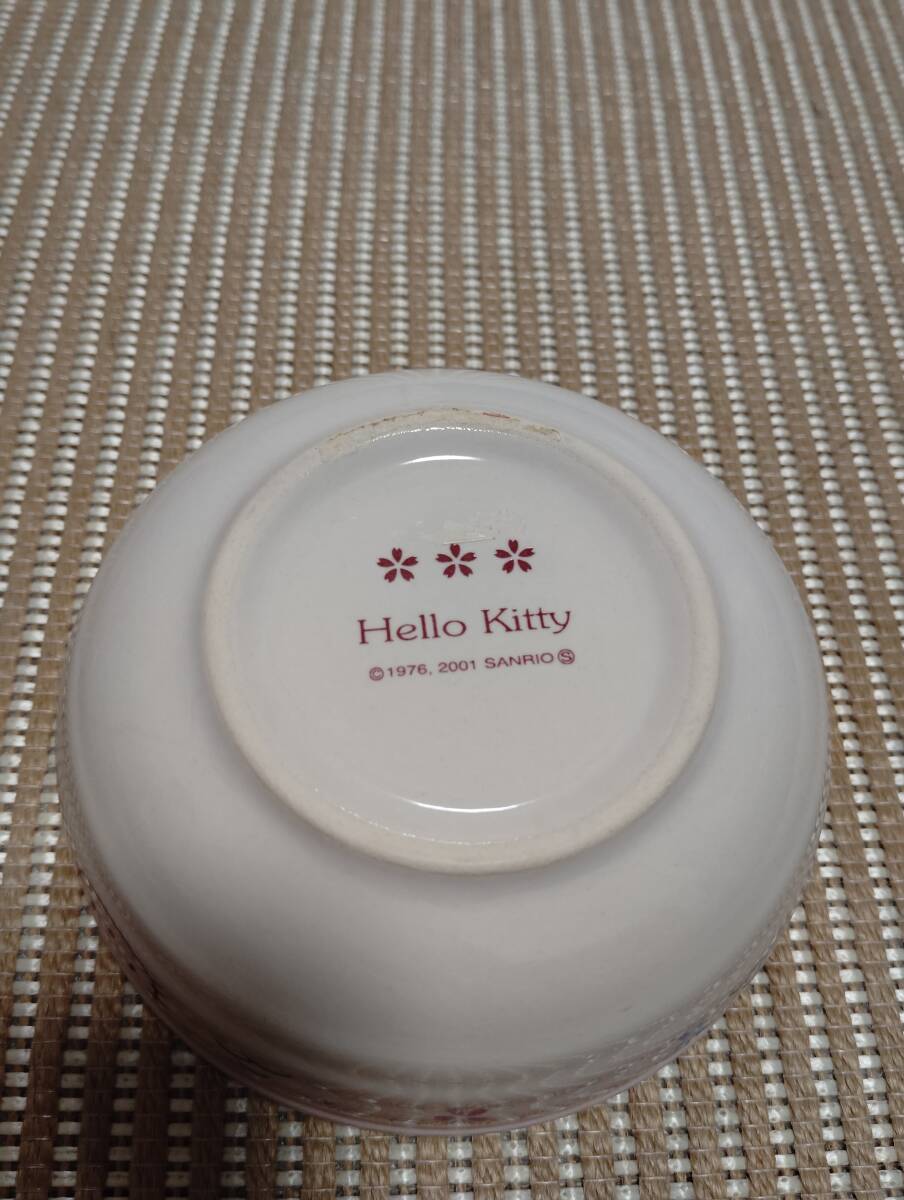 Hello Kitty
©1976, 2001 SANRIO Ⓢ